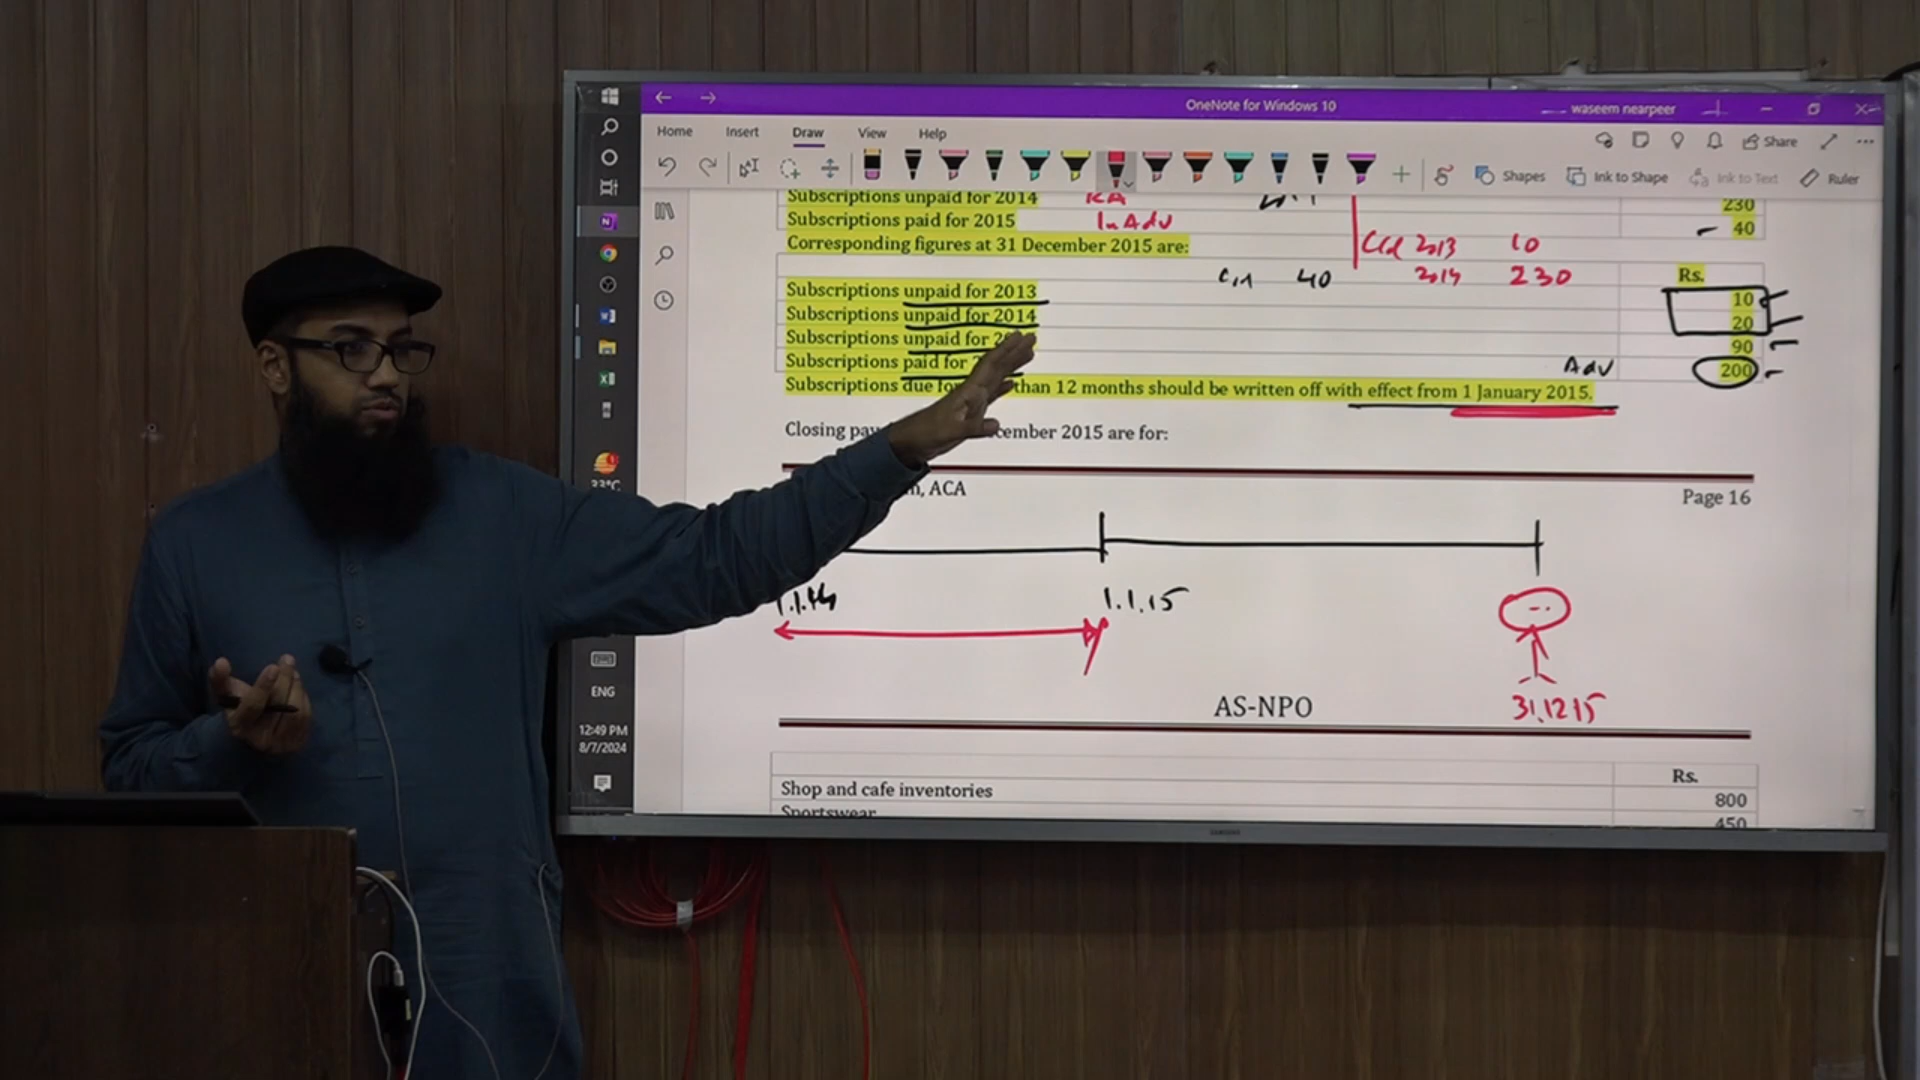 OneNote for Windows 10
waseem nearpeer
Home Insert Draw View Help
Share
Shapes Ink to Shape Ink to Text Ruler
Subscriptions unpaid for 2014 230
Subscriptions paid for 2015 In Adv 40
Corresponding figures at 31 December 2015 are:
2013 10
40 2014 230
Rs.
Subscriptions unpaid for 2013 10
Subscriptions unpaid for 2014 20
Subscriptions unpaid for 90
Subscriptions paid for Adv 200
Subscriptions due for than 12 months should be written off with effect from 1 January 2015.
Closing December 2015 are for:
ACA
Page 16
1.1.14 1.1.15
31.12.15
AS-NPO
Rs.
Shop and cafe inventories 800
Sportswear 450
33°C
ENG
12:49 PM
8/7/2024
SAMSUNG